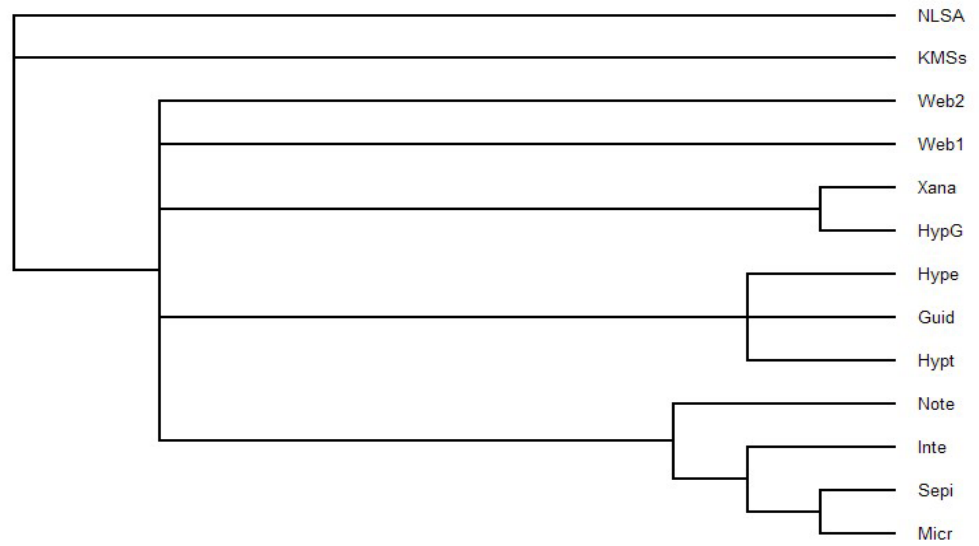 NLSA
KMSs
Web2
Web1
Xana
HypG
Hype
Guid
Hypt
Note
Inte
Sepi
Micr